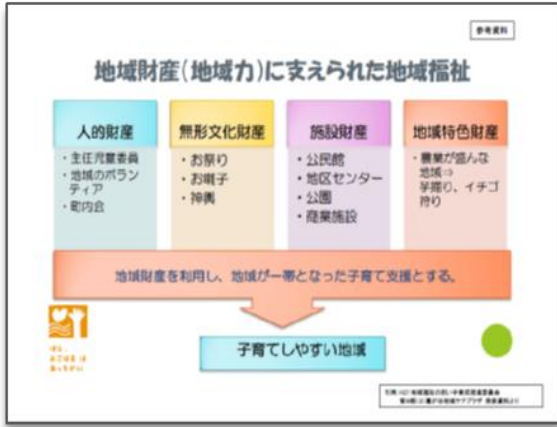 参考資料
地域財産(地域力)に支えられた地域福祉
人的財産
・主任児童委員
・地域のボラン
ティア
・町内会
無形文化財産
・お祭り
・お囃子
・神輿
施設財産
・公民館
・地区センター
・公園
・商業施設
地域特色財産
・農業が盛んな
地域⇒
芋掘り、イチゴ
狩り
地域財産を利用し、地域が一帯となった子育て支援とする。
子育てしやすい地域